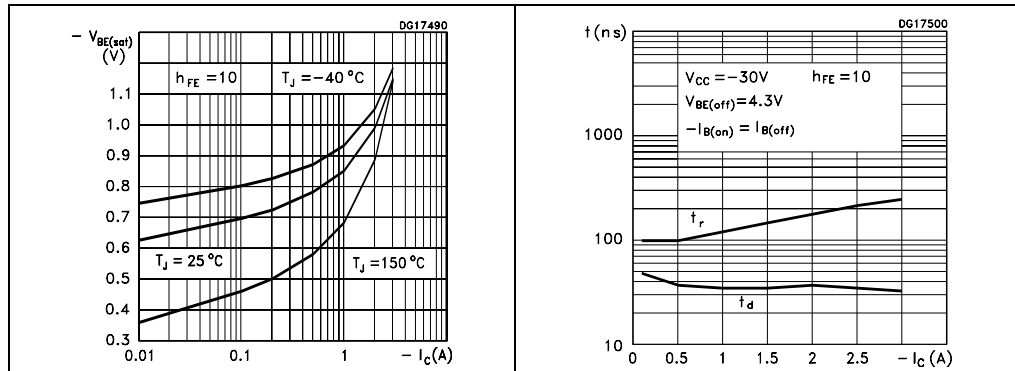 DG17490
- V_BE(sat)
(V)
h_FE = 10
T_J = -40 °C
1.1
1.0
0.9
0.8
0.7
0.6
T_J = 25 °C
T_J = 150 °C
0.5
0.4
0.3
0.01
0.1
1
- I_C (A)
DG17500
t (ns)
V_CC = -30V
h_FE = 10
V_BE(off) = 4.3V
-I_B(on) = I_B(off)
1000
t_r
100
t_d
10
0
0.5
1
1.5
2
2.5
- I_C (A)